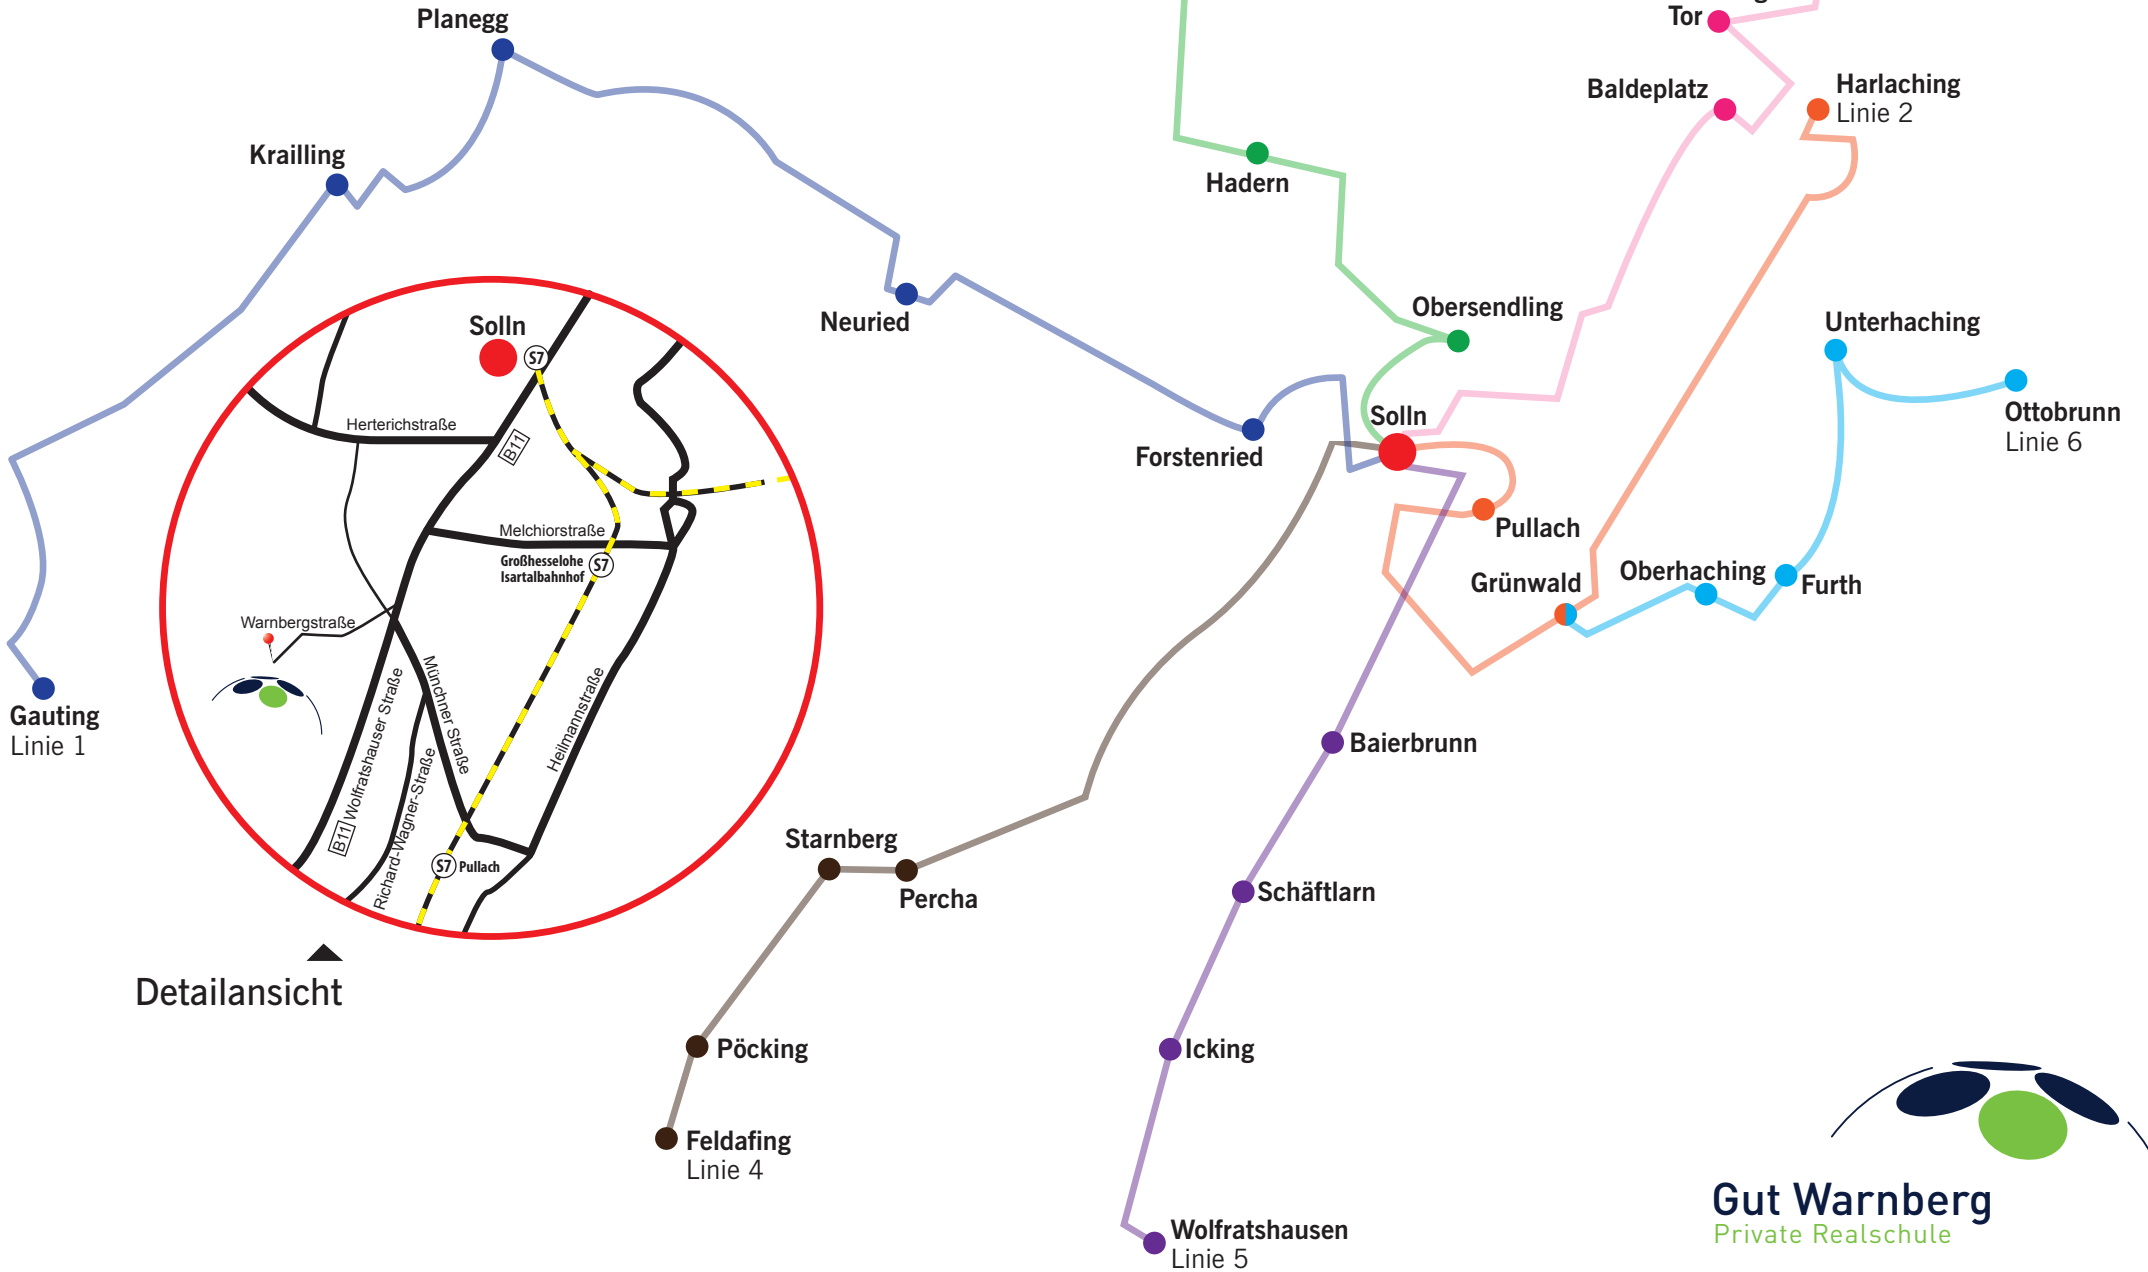 Planegg
Tor
Krailling
Baldeplatz
Harlaching
Linie 2
Hadern
Neuried
Obersendling
Unterhaching
Ottobrunn
Linie 6
Solln
Forstenried
Pullach
Grünwald
Oberhaching
Furth
Gauting
Linie 1
Solln
S7
Herterichstraße
B11
Melchiorstraße
Großhesselohe
Isartalbahnhof
S7
Warnbergstraße
Münchner Straße
B11 Wolfratshauser Straße
Richard-Wagner-Straße
Heilmannstraße
S7 Pullach
Detailansicht
Baierbrunn
Starnberg
Percha
Schäftlarn
Pöcking
Icking
Feldafing
Linie 4
Wolfratshausen
Linie 5
Gut Warnberg
Private Realschule